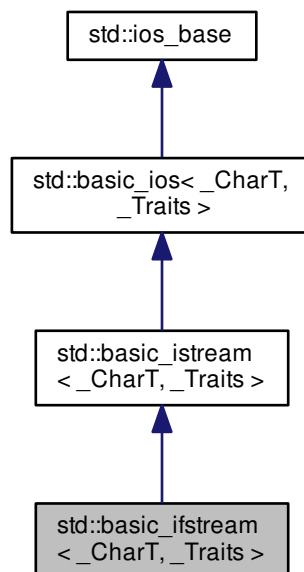 std::ios_base
std::basic_ios< _CharT,
_Traits >
std::basic_istream
< _CharT, _Traits >
std::basic_ifstream
< _CharT, _Traits >